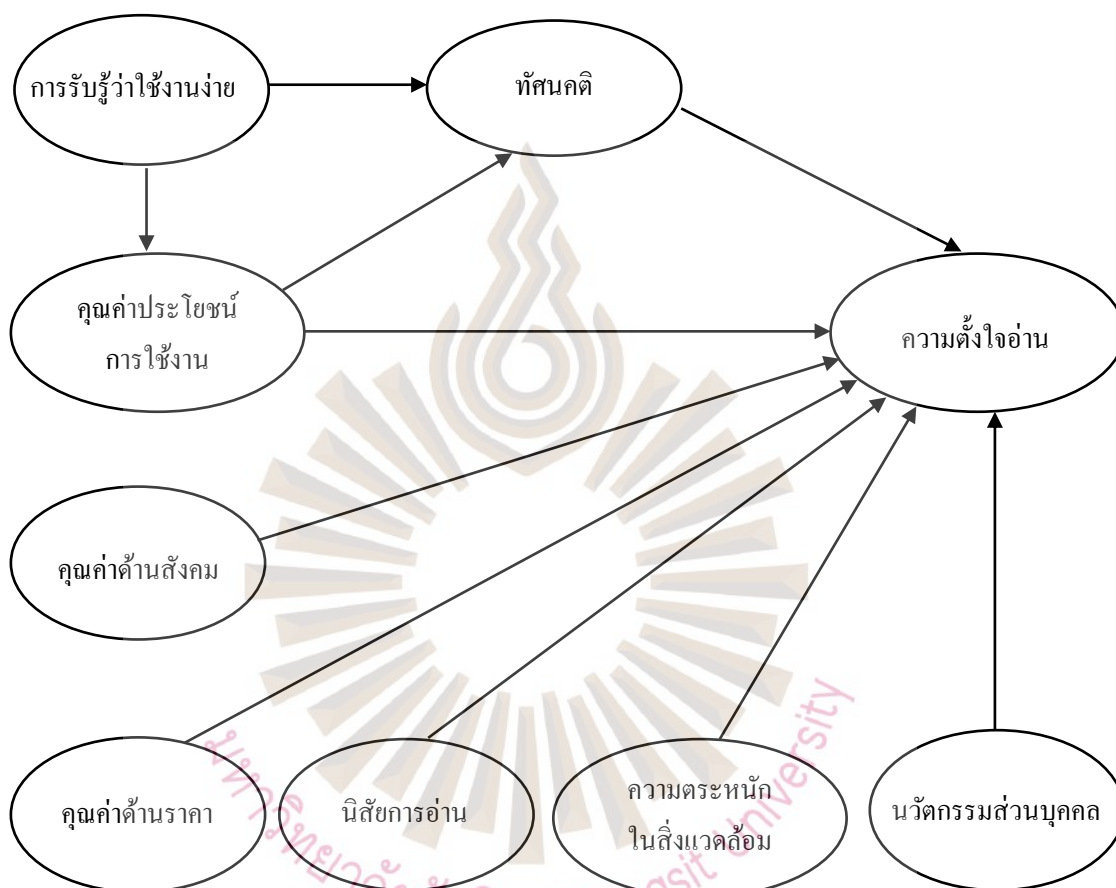 การรับรู้ว่าใช้งานง่าย
ทัศนคติ
คุณค่าประโยชน์
การใช้งาน
ความตั้งใจอ่าน
คุณค่าด้านสังคม
คุณค่าด้านราคา
นิสัยการอ่าน
ความตระหนัก
ในสิ่งแวดล้อม
นวัตกรรมส่วนบุคคล
University